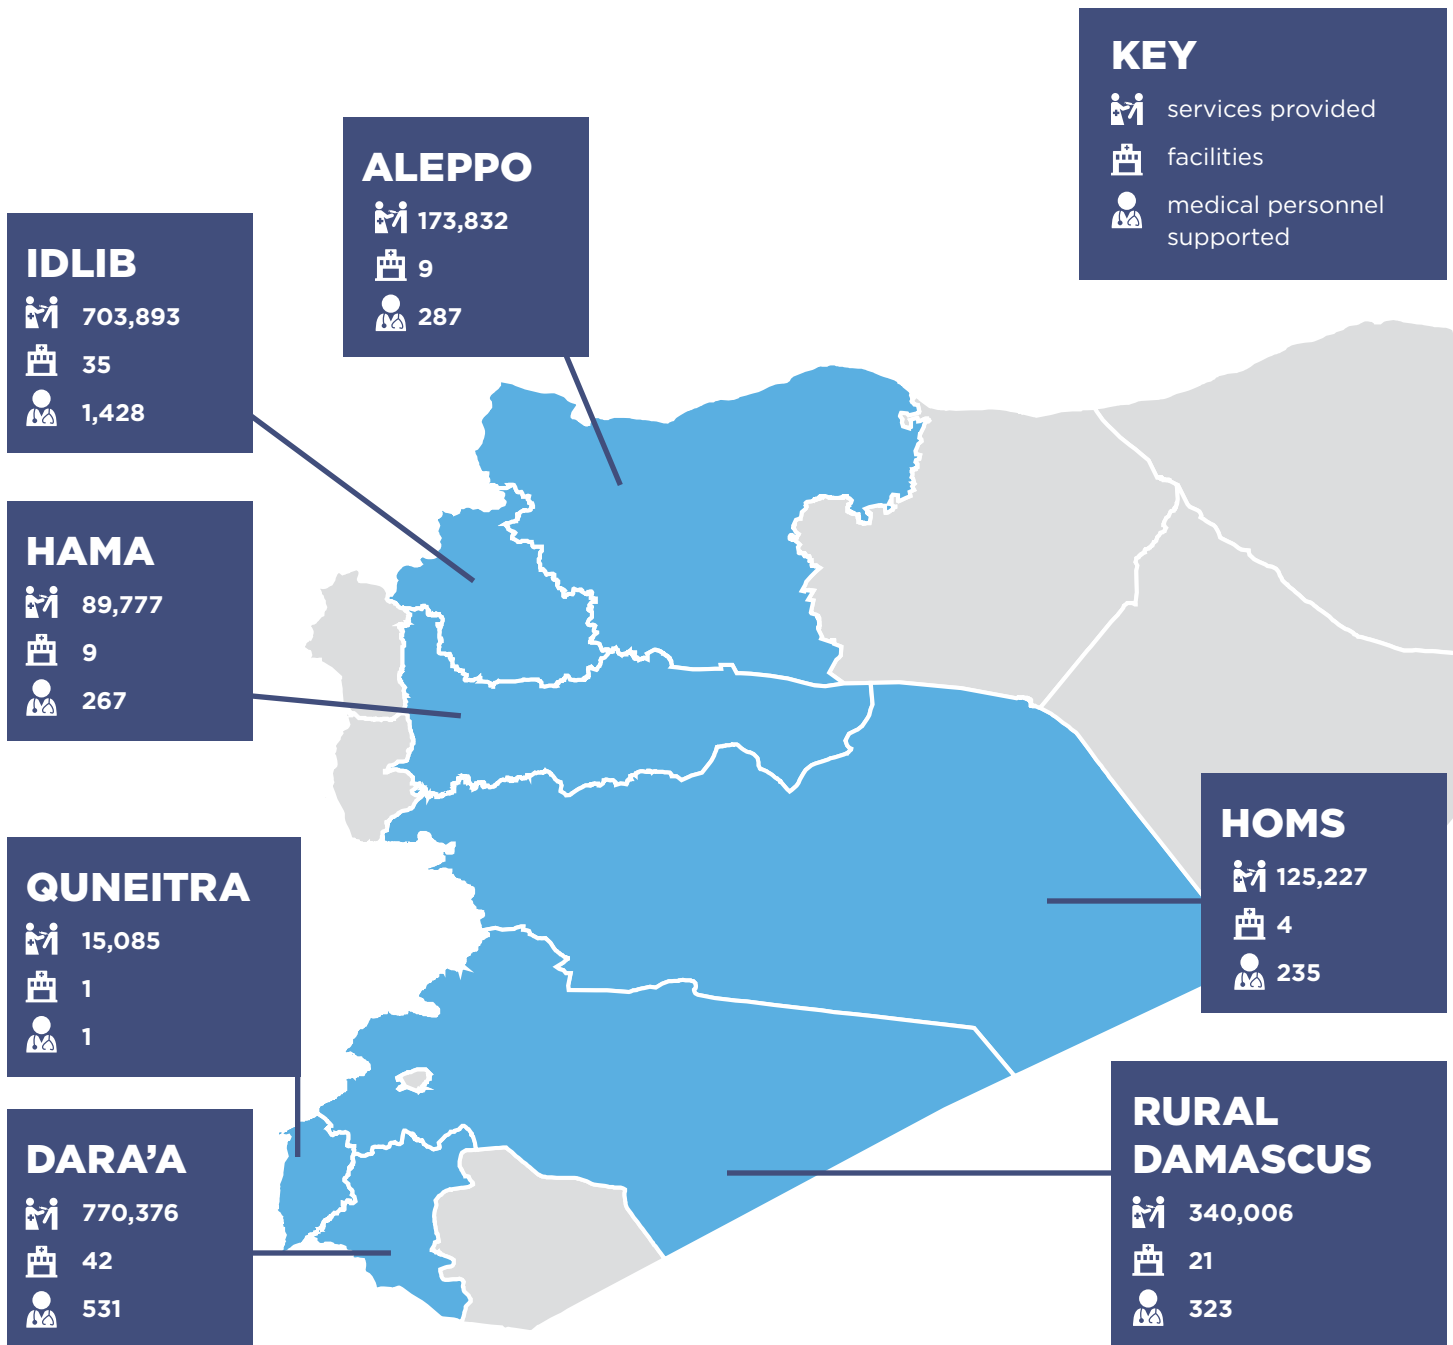 KEY
services provided
facilities
medical personnel
supported
ALEPPO
173,832
9
287
IDLIB
703,893
35
1,428
HAMA
89,777
9
267
QUNEITRA
15,085
1
1
DARA’A
770,376
42
531
HOMS
125,227
4
235
RURAL
DAMASCUS
340,006
21
323